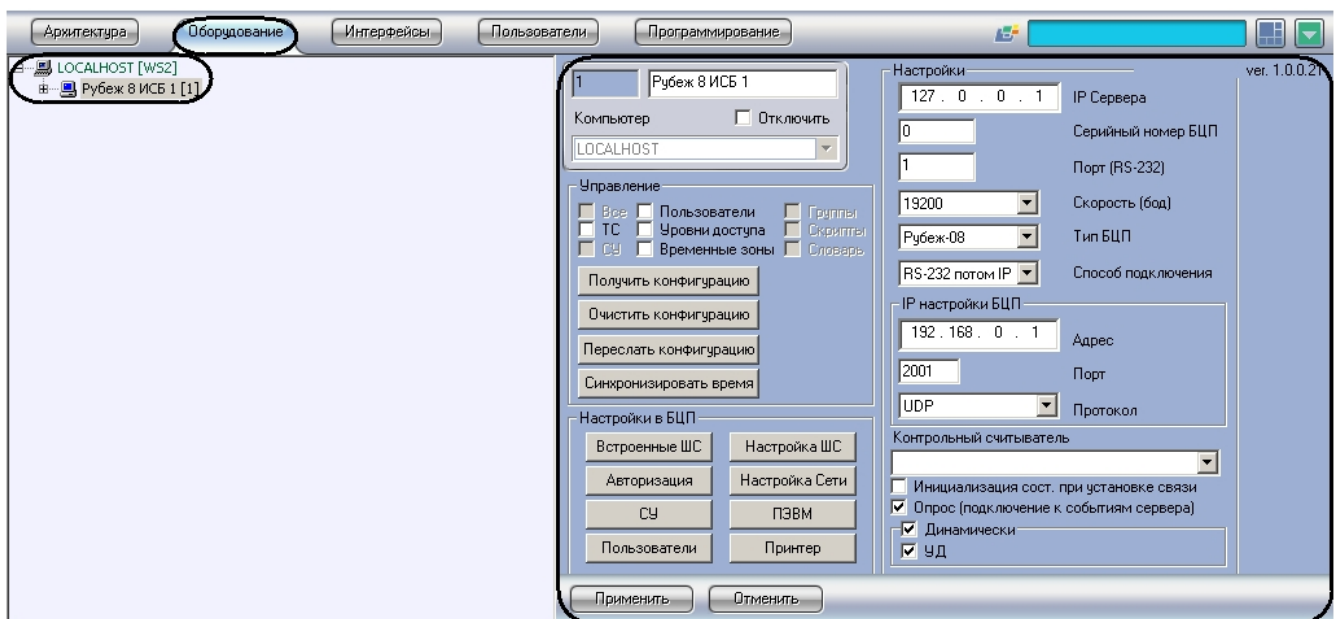 Архитектура Оборудование Интерфейсы Пользователи Программирование
LOCALHOST [WS2]
Рубеж 8 ИСБ 1 [1]
1 Рубеж 8 ИСБ 1
Компьютер Отключить
LOCALHOST
Управление
Все Пользователи Группы
ТС Уровни доступа Скрипты
СУ Временные зоны Словарь
Получить конфигурацию
Очистить конфигурацию
Переслать конфигурацию
Синхронизировать время
Настройки в БЦП
Встроенные ШС Настройка ШС
Авторизация Настройка Сети
СУ ПЭВМ
Пользователи Принтер
Применить Отменить
Настройки ver. 1.0.0.21
127 . 0 . 0 . 1 IP Сервера
0 Серийный номер БЦП
1 Порт (RS-232)
19200 Скорость (бод)
Рубеж-08 Тип БЦП
RS-232 потом IP Способ подключения
IP настройки БЦП
192 . 168 . 0 . 1 Адрес
2001 Порт
UDP Протокол
Контрольный считыватель
Инициализация сост. при установке связи
Опрос (подключение к событиям сервера)
Динамически
УД